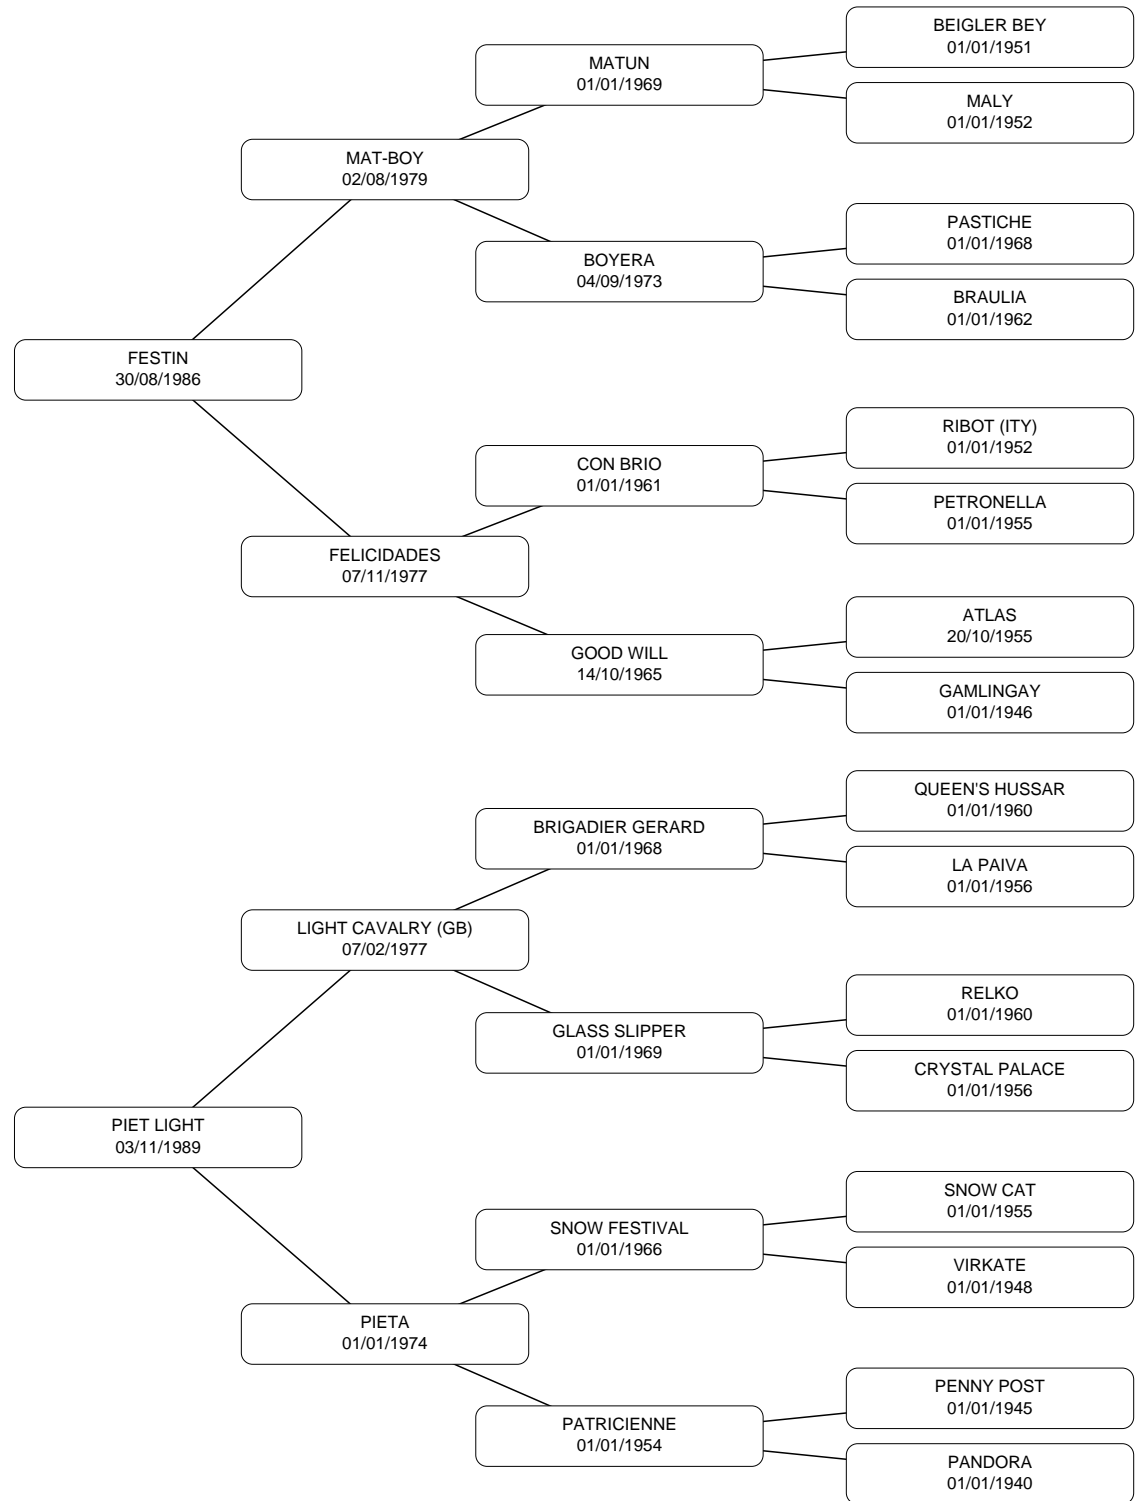 BEIGLER BEY
01/01/1951
MATUN
01/01/1969
MALY
01/01/1952
MAT-BOY
02/08/1979
PASTICHE
01/01/1968
BOYERA
04/09/1973
BRAULIA
01/01/1962
FESTIN
30/08/1986
RIBOT (ITY)
01/01/1952
CON BRIO
01/01/1961
PETRONELLA
01/01/1955
FELICIDADES
07/11/1977
ATLAS
20/10/1955
GOOD WILL
14/10/1965
GAMLINGAY
01/01/1946
QUEEN'S HUSSAR
01/01/1960
BRIGADIER GERARD
01/01/1968
LA PAIVA
01/01/1956
LIGHT CAVALRY (GB)
07/02/1977
RELKO
01/01/1960
GLASS SLIPPER
01/01/1969
CRYSTAL PALACE
01/01/1956
PIET LIGHT
03/11/1989
SNOW CAT
01/01/1955
SNOW FESTIVAL
01/01/1966
VIRKATE
01/01/1948
PIETA
01/01/1974
PENNY POST
01/01/1945
PATRICIENNE
01/01/1954
PANDORA
01/01/1940